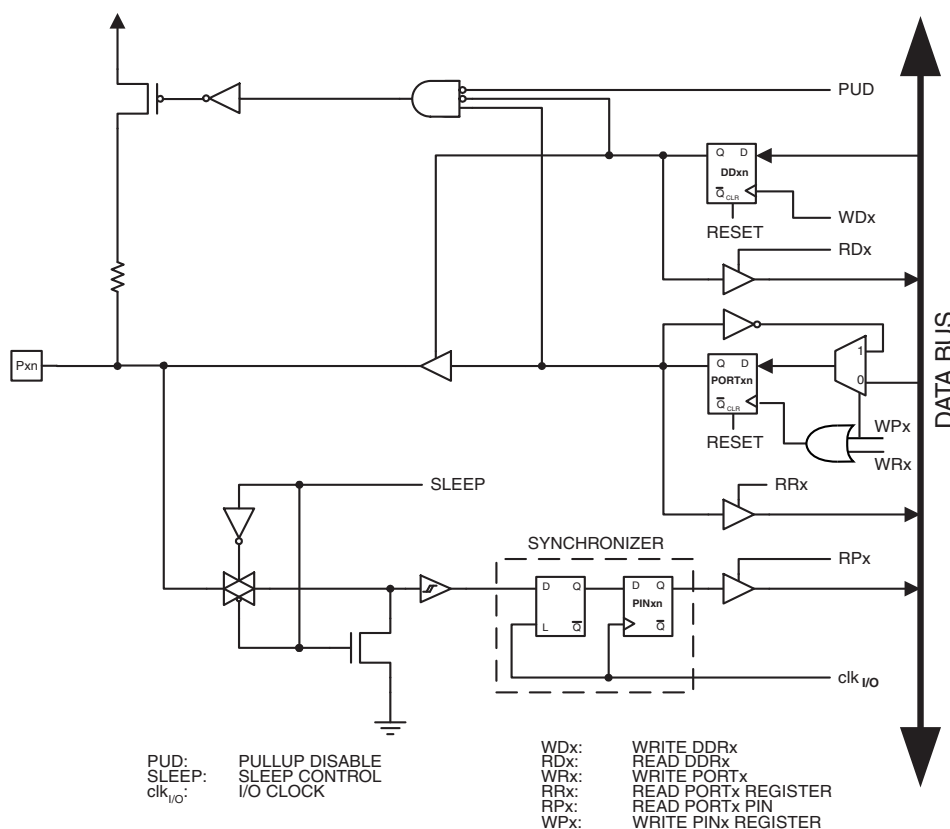 PUD
Q D
DDxn
Q CLR
WDx
RESET
RDx
DATA BUS
Pxn
1
Q D
PORTxn
0
Q CLR
WPx
RESET
WRx
RRx
SLEEP
SYNCHRONIZER
RPx
D Q
D Q
PINxn
L Q
Q
clk I/O
PUD: PULLUP DISABLE
SLEEP: SLEEP CONTROL
clkI/O: I/O CLOCK
WDx: WRITE DDRx
RDx: READ DDRx
WRx: WRITE PORTx
RRx: READ PORTx REGISTER
RPx: READ PORTx PIN
WPx: WRITE PINx REGISTER